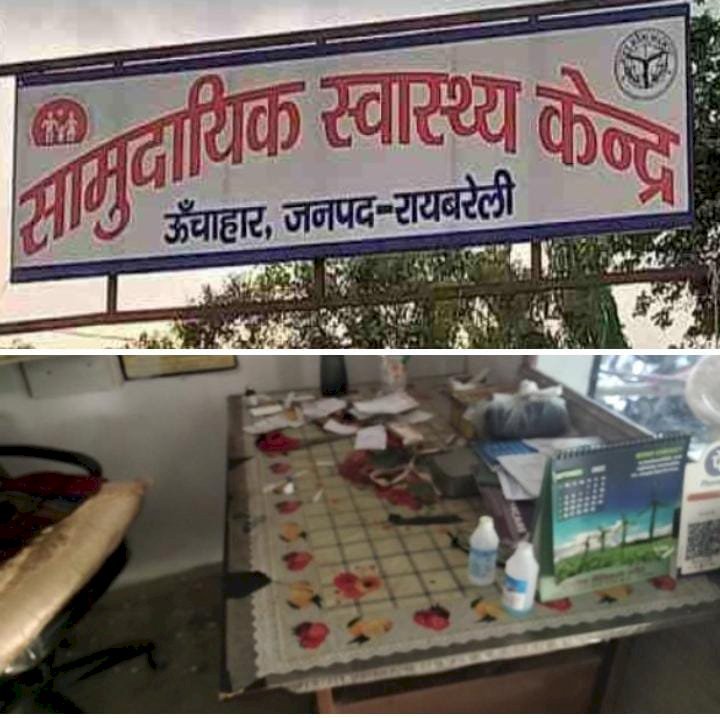 सामुदायिक स्वास्थ्य केन्द्र
ऊँचाहार, जनपद-रायबरेली